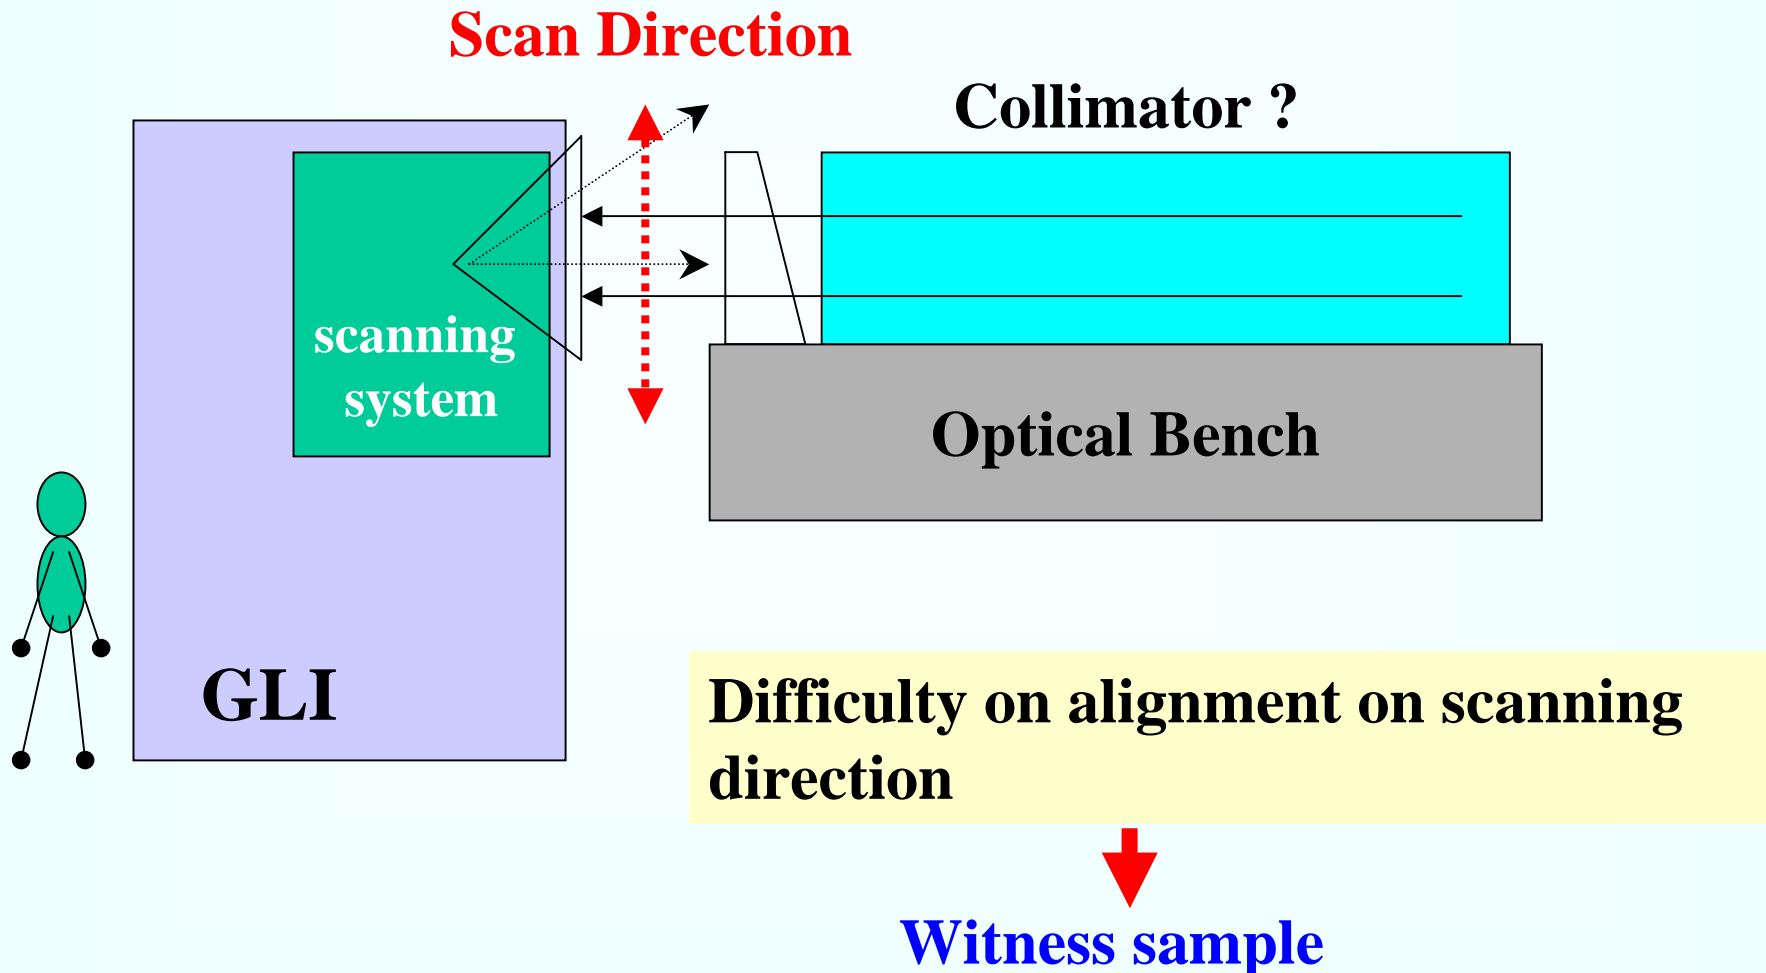 Scan Direction
Collimator ?
scanning
system
Optical Bench
GLI
Difficulty on alignment on scanning
direction
Witness sample